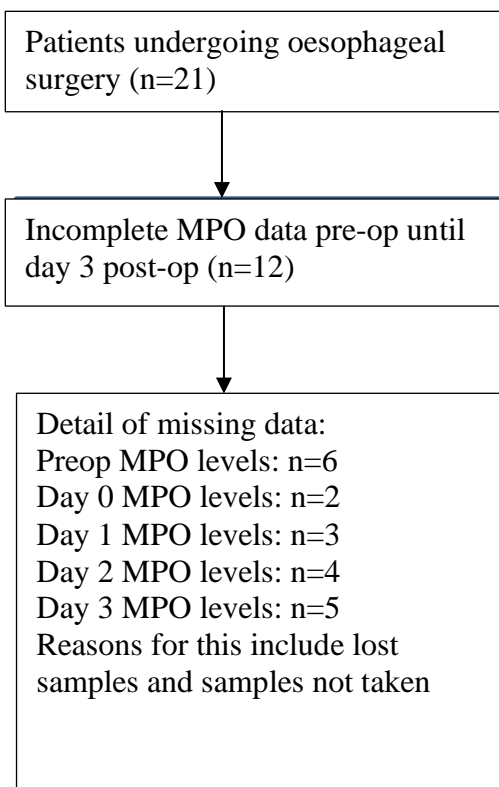 Patients undergoing oesophageal
surgery (n=21)
Incomplete MPO data pre-op until
day 3 post-op (n=12)
Detail of missing data:
Preop MPO levels: n=6
Day 0 MPO levels: n=2
Day 1 MPO levels: n=3
Day 2 MPO levels: n=4
Day 3 MPO levels: n=5
Reasons for this include lost
samples and samples not taken